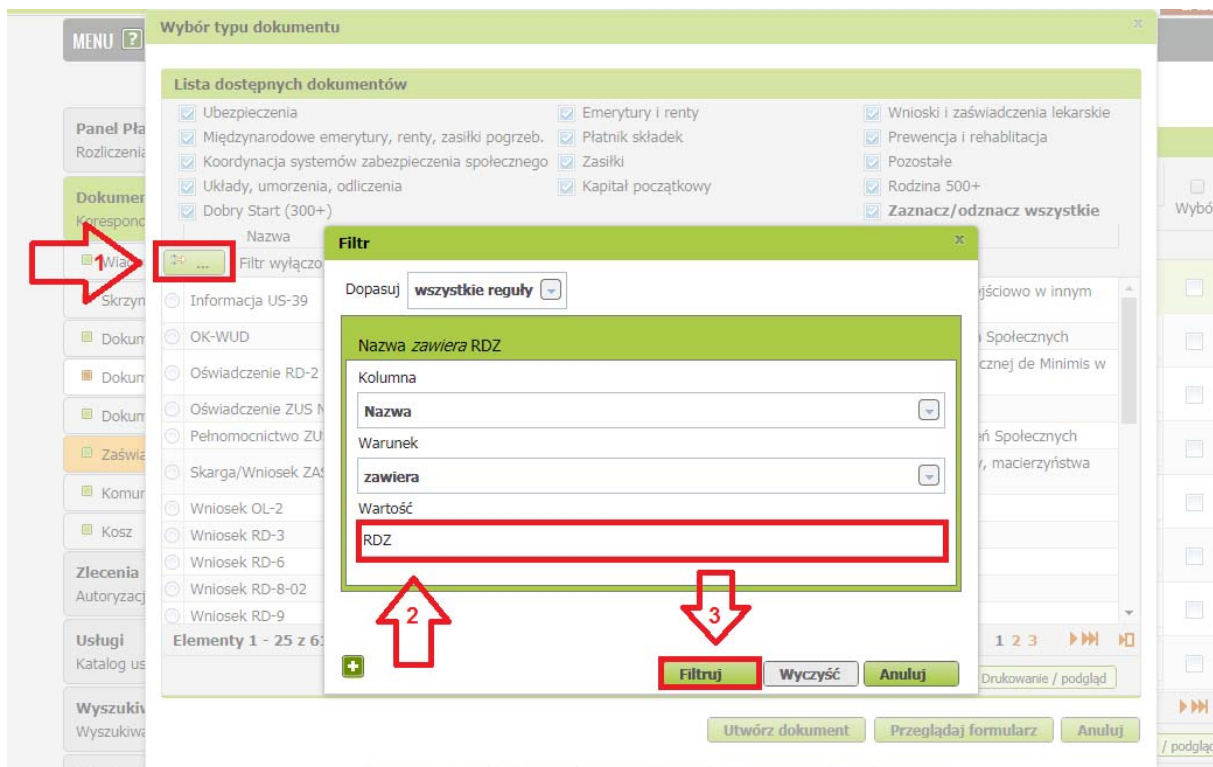 MENU ?
Wybór typu dokumentu
Lista dostępnych dokumentów
Ubezpieczenia
Emerytury i renty
Wnioski i zaświadczenia lekarskie
Międzynarodowe emerytury, renty, zasiłki pogrzeb.
Płatnik składek
Prewencja i rehablitacja
Koordynacja systemów zabezpieczenia społecznego
Zasiłki
Pozostałe
Układy, umorzenia, odliczenia
Kapitał początkowy
Rodzina 500+
Dobry Start (300+)
Zaznacz/odznacz wszystkie
Nazwa
... Filtr wyłączo
Informacja US-39
jściowo w innym
OK-WUD
Społecznych
Oświadczenie RD-2
cznej de Minimis w
Oświadczenie ZUS
Pełnomocnictwo ZU
ń Społecznych
Skarga/Wniosek ZA
, macierzyństwa
Wniosek OL-2
Wniosek RD-3
Wniosek RD-6
Wniosek RD-8-02
Wniosek RD-9
Elementy 1 - 25 z 6
1 2 3
Drukowanie / podgląd
Utwórz dokument
Przeglądaj formularz
Anuluj
Panel Pła
Rozliczenia
Dokumen
Korespond
1
Wiad
Skrzyn
Dokum
Dokum
Dokum
Zaświa
Komun
Kosz
Zlecenia
Autoryzacj
Usługi
Katalog us
Wyszukiw
Wyszukiwa
Filtr
Dopasuj wszystkie reguły
Nazwa zawiera RDZ
Kolumna
Nazwa
Warunek
zawiera
Wartość
RDZ
2
3
Filtruj
Wyczyść
Anuluj
Wybó
/ podgląd